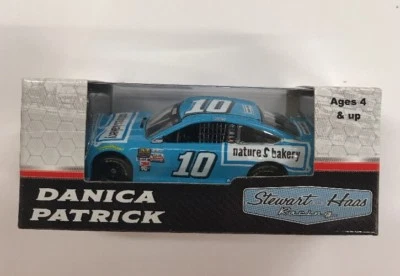 10
Ages 4
& up
10
nature's bakery
DANICA
PATRICK
Stewart Haas
Racing